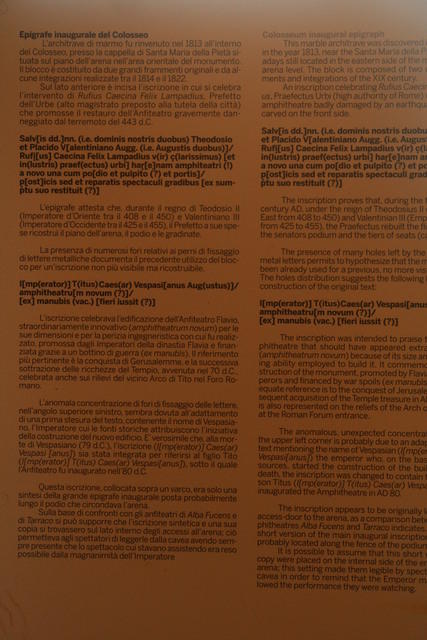 Epigrafe inaugurale del Colosseo
L'architrave di marmo fu rinvenuto nel 1813 all'interno
del Colosseo, presso la cappella di Santa Maria della Pietà si-
tuata sul piano dell'arena nell'area orientale del monumento.
Il blocco è costituito da due grandi frammenti originali e da al-
cune integrazioni realizzate tra il 1814 e il 1822.
Sul lato anteriore è incisa l'iscrizione in cui si celebra
l'intervento di Rufius Caecina Felix Lampadius, Prefetto
dell'Urbe (alto magistrato preposto alla tutela della città)
che promosse il restauro dell'Anfiteatro gravemente dan-
neggiato dal terremoto del 443 d.C.
Salv[is dd.]nn. (i.e. dominis nostris duobus) Theodosio
et Placido V[alentiniano Augg. (i.e. Augustis duobus)]/
Rufi[us] Caecina Felix Lampadius v(ir) c(larissimus) [et
in(lustris) praef(ectus) urbi] har[e]nam amphiteatri (!)
a novo una cum po[dio et pulpito (?) et portis]/
p[ost]icis sed et reparatis spectaculi gradibus [ex sum-
ptu suo restituit (?)]
L'epigrafe attesta che, durante il regno di Teodosio II
(Imperatore d'Oriente tra il 408 e il 450) e Valentiniano III
(Imperatore d'Occidente tra il 425 e il 455), il Prefetto a sue spe-
se ricostruì il piano dell'arena, il podio e le gradinate.
La presenza di numerosi fori relativi ai perni di fissaggio
di lettere metalliche documenta il precedente utilizzo del bloc-
co per un'iscrizione non più visibile ma ricostruibile.
I[mp(erator)] T(itus) Caes(ar) Vespasi[anus Aug(ustus)]/
amphitheatru[m novum (?)]/
[ex] manubis (vac.) [fieri iussit (?)]
L'iscrizione celebrava l'edificazione dell'Anfiteatro Flavio,
straordinariamente innovativo (amphitheatrum novum) per le
sue dimensioni e per la perizia ingegneristica con cui fu realiz-
zato, promossa dagli Imperatori della dinastia Flavia e finan-
ziata grazie a un bottino di guerra (ex manubis). Il riferimento
più pertinente è la conquista di Gerusalemme, e la successiva
sottrazione delle ricchezze del Tempio, avvenuta nel 70 d.C.,
celebrata anche sui rilievi del vicino Arco di Tito nel Foro Ro-
mano.
L'anomala concentrazione di fori di fissaggio delle lettere,
nell'angolo superiore sinistro, sembra dovuta all'adattamento
di una prima stesura del testo, contenente il nome di Vespasia-
no, l'Imperatore cui le fonti storiche attribuiscono l'iniziativa
della costruzione del nuovo edificio. E' verosimile che, alla mor-
te di Vespasiano (79 d.C.), l'iscrizione (I[mp(erator)] Caes(ar)
Vespasi [anus]) sia stata integrata per riferirsi al figlio Tito
(I[mp(erator)] T(itus) Caes(ar) Vespasi[anus]), sotto il quale
l'Anfiteatro fu inaugurato nell'80 d.C.
Questa iscrizione, collocata sopra un varco, era solo una
sintesi della grande epigrafe inaugurale posta probabilmente
lungo il podio che circondava l'arena.
Sulla base di confronti con gli anfiteatri di Alba Fucens e
di Tarraco si può supporre che l'iscrizione sintetica e una sua
copia si trovassero sul lato interno degli accessi all'arena; ciò
permetteva agli spettatori di leggerle dalla cavea avendo sem-
pre presente che lo spettacolo cui stavano assistendo era reso
possibile dalla magnanimità dell'Imperatore
Colosseum inaugural epigraph
This marble architrave was discovered
in the year 1813, near the Santa Maria della P
adays still located in the eastern side of the m
arena level. The block is composed of two
ments and integrations of the XIX century.
An inscription celebrating Rufius Caeci
us, Praefectus Urbi (high authority of Rome)
amphitheatre badly damaged by an earthqua
carved on the front side.
Salv[is dd.]nn. (i.e. dominis nostris duobu
et Placido V[alentiniano Augg. (i.e. Augus
Rufi[us] Caecina Felix Lampadius v(ir) c(la
in(lustris) praef(ectus) urbi] har[e]nam am
a novo una cum po[dio et pulpito (?) et po
p[ost]icis sed et reparatis spectaculi gradi
ptu suo restituit (?)]
The inscription proves that, during the
century AD, under the reign of Theodosius II
East from 408 to 450) and Valentinian III (Emp
from 425 to 455), the Praefectus rebuilt the
the senators podium and the tiers of seats (ca
The presence of many holes left by the
metal letters permits to hypothesize that the m
been already used for a previous, no more vis
The holes distribution suggests the following
construction of the original text:
I[mp(erator)] T(itus) Caes(ar) Vespasi[anus
amphitheatru[m novum (?)]/
[ex] manubis (vac.) [fieri iussit (?)]
The inscription was intended to praise
phitheatre that should have appeared extra
(amphitheatrum novum) because of its size an
ing ability employed to build it. It commem
struction of the monument, promoted by Flavia
perors and financed by war spoils (ex manubis
equate reference is to the conquest of Jerusale
sequent acquisition of the Temple treasure in A
is also represented on the reliefs of the Arch o
at the Roman Forum entrance.
The anomalous, unexpected concentrat
the upper left corner is probably due to an ada
text mentioning the name of Vespasian (I[mp(e
Vespasi[anus]) the emperor who, on the bas
sources, started the construction of the bui
death, the inscription was changed to contain t
son Titus (I[mp(erator)] T(itus) Caes(ar) Vespasi
inaugurated the Amphitheatre in AD 80.
The inscription appears to be originally l
access-door to the arena, as a comparison betw
phitheatres Alba Fucens and Tarraco indicates,
short version of the main inaugural inscription
probably located along the fence of the podium
It is possible to assume that this short v
copy were placed on the internal side of the en
arena; this setting made them legible by spect
cavea in order to remind that the Emperor m
lowed the performance they were watching.